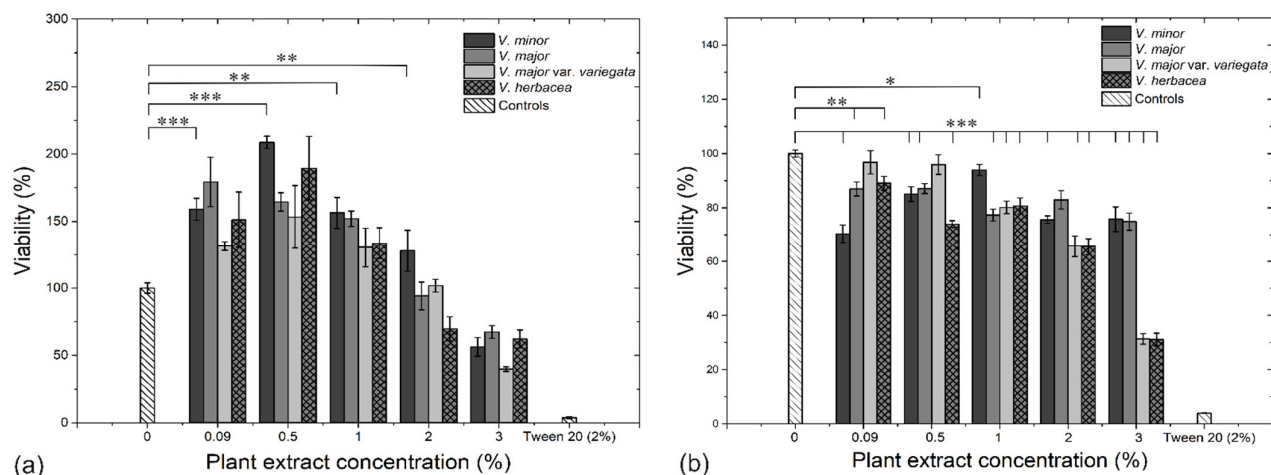 300
250
200
150
100
50
0
Viability (%)
V. minor
V. major
V. major var. variegata
V. herbacea
Controls
**
**
***
***
0 0.09 0.5 1 2 3 Tween 20 (2%)
Plant extract concentration (%)
(a)
140
120
100
80
60
40
20
0
Viability (%)
V. minor
V. major
V. major var. variegata
V. herbacea
Controls
*
**
***
0 0.09 0.5 1 2 3 Tween 20 (2%)
Plant extract concentration (%)
(b)